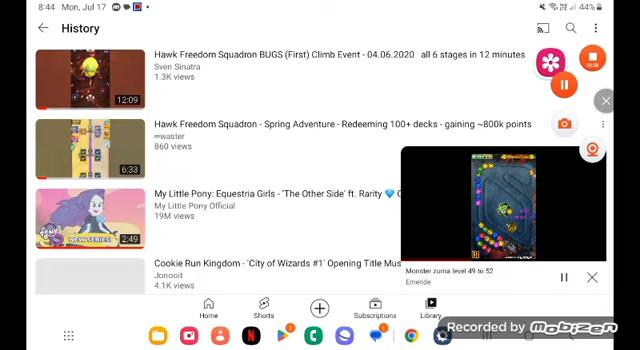 8:44 Mon, Jul 17
44%
History
Hawk Freedom Squadron BUGS (First) Climb Event - 04.06.2020 all 6 stages in 12 minutes
Sven Sinatra
1.3K views
12:09
Hawk Freedom Squadron - Spring Adventure - Redeeming 100+ decks - gaining ~800k points
∞waster
860 views
6:33
My Little Pony: Equestria Girls - 'The Other Side' ft. Rarity 💎
My Little Pony Official
19M views
NEW SERIES
2:49
Cookie Run Kingdom - 'City of Wizards #1' Opening Title Mus
Jonooit
4.1K views
Monster zuma level 49 to 52
Emende
Home
Shorts
Subscriptions
Library
Recorded by mobizen